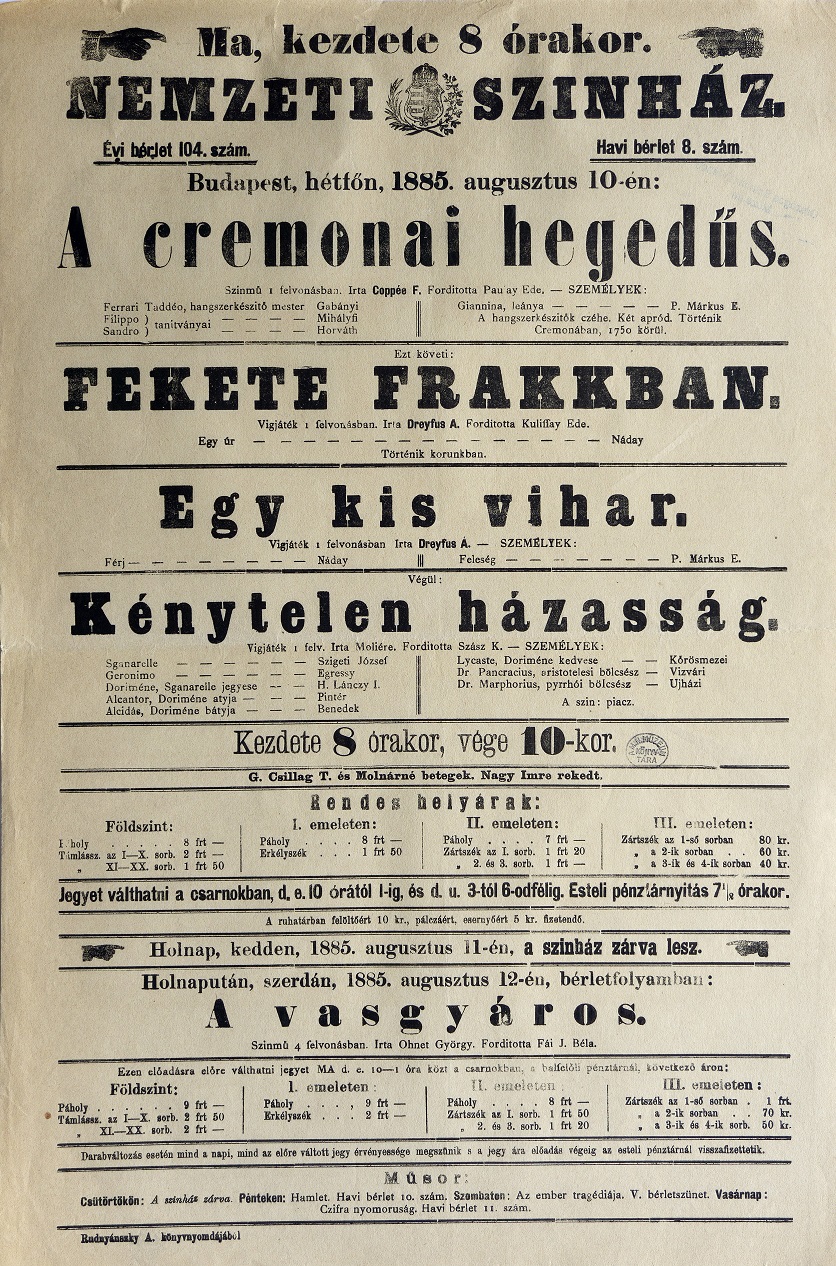 Ma, kezdete 8 órakor.
NEMZETI SZINHÁZ.
Évi bérlet 104. szám. Havi bérlet 8. szám.
Budapest, hétfőn, 1885. augusztus 10-én:
A cremonai hegedűs.
Szinmű 1 felvonásban. Irta Coppée F. Forditotta Paulay Ede. — SZEMÉLYEK:
Ferrari Taddéo, hangszerkészitő mester Gabányi
Filippo ) tanítványai — — — — Mihályfi
Sandro ) — — — — Horváth
Giannina, leánya — — — — — P. Márkus E.
A hangszerkészitők czéhe. Két apród. Történik
Cremonában, 1750 körül.
Ezt követi:
FEKETE FRAKKBAN.
Vigjáték 1 felvonásban. Irta Dreyfus A. Forditotta Kuliffay Ede.
Egy úr — — — — — — — — — — — — — — Náday
Történik korunkban.
Egy kis vihar.
Vigjáték 1 felvonásban Irta Dreyfus A. — SZEMÉLYEK:
Férj — — — — — — — Náday
Feleség — — — — — — — P. Márkus E.
Végül:
Kénytelen házasság.
Vigjáték 1 felv. Irta Moliére. Forditotta Szász K. — SZEMÉLYEK:
Sganarelle — — — — — — Szigeti József
Geronimo — — — — — — Egressy
Doriméne, Sganarelle jegyese — — H. Lánczy I.
Alcantor, Doriméne atyja — — — Pintér
Alcidás, Doriméne bátyja — — — Benedek
Lycaste, Doriméne kedvese — — Kőrösmezei
Dr Pancracius, aristotelesi bölcsész — Vizvári
Dr. Marphorius, pyrrhói bölcsész — Ujházi
A szin: piacz.
Kezdete 8 órakor, vége 10-kor.
G. Csillag T. és Molnárné betegek. Nagy Imre rekedt.
Rendes helyárak:
Földszint:
Páholy . . . . . 8 frt —
Támlássz. az I—X. sorb. 2 frt —
„ XI—XX. sorb. 1 frt 50
I. emeleten:
Páholy . . . . 8 frt —
Erkélyszék . . . 1 frt 50
II. emeleten:
Páholy . . . . . 7 frt —
Zártszék az I. sorb. 1 frt 20
„ 2. és 3. sorb. 1 frt —
III. emeleten:
Zártszék az 1-ső sorban 80 kr.
„ a 2-ik sorban . . 60 kr.
„ a 3-ik és 4-ik sorban 40 kr.
Jegyet válthatni a csarnokban, d. e. 10 órától 1-ig, és d. u. 3-tól 6-odfélig. Esteli pénztárnyitás 7 1/2 órakor.
A ruhatárban felöltőért 10 kr., pálczáért, esernyőért 5 kr. fizetendő.
Holnap, kedden, 1885. augusztus 11-én, a szinház zárva lesz.
Holnapután, szerdán, 1885. augusztus 12-én, bérletfolyamban:
A vasgyáros.
Szinmű 4 felvonásban. Irta Ohnet György. Forditotta Fái J. Béla.
Ezen előadásra előre válthatni jegyet MA d. e. 10—1 óra közt a csarnokban, a balfelőli pénztárnál, következő áron:
Földszint:
Páholy . . . . . . 9 frt —
Támlássz. az I—X. sorb. 2 frt 50
„ XI.—XX. sorb. 2 frt —
I. emeleten:
Páholy . . . . 9 frt —
Erkélyszék . . . 2 frt —
II. emeleten:
Páholy . . . . . 8 frt —
Zártszék az I. sorb. 1 frt 50
„ 2. és 3. sorb. 1 frt 20
III. emeleten:
Zártszék az 1-ső sorban . 1 frt.
„ a 2-ik sorban . . 70 kr.
„ a 3-ik és 4-ik sorb. 50 kr.
Darabváltozás esetén mind a napi, mind az előre váltott jegy érvényessége megszünik s a jegy ára előadás végeig az esteli pénztárnál visszafizettetik.
Műsor:
Csütörtökön: A szinház zárva. Pénteken: Hamlet. Havi bérlet 10. szám. Szombaten: Az ember tragédiája. V. bérletszünet. Vasárnap:
Czifra nyomoruság. Havi bérlet 11. szám.
Rudnyánszky A. könyvnyomdájából